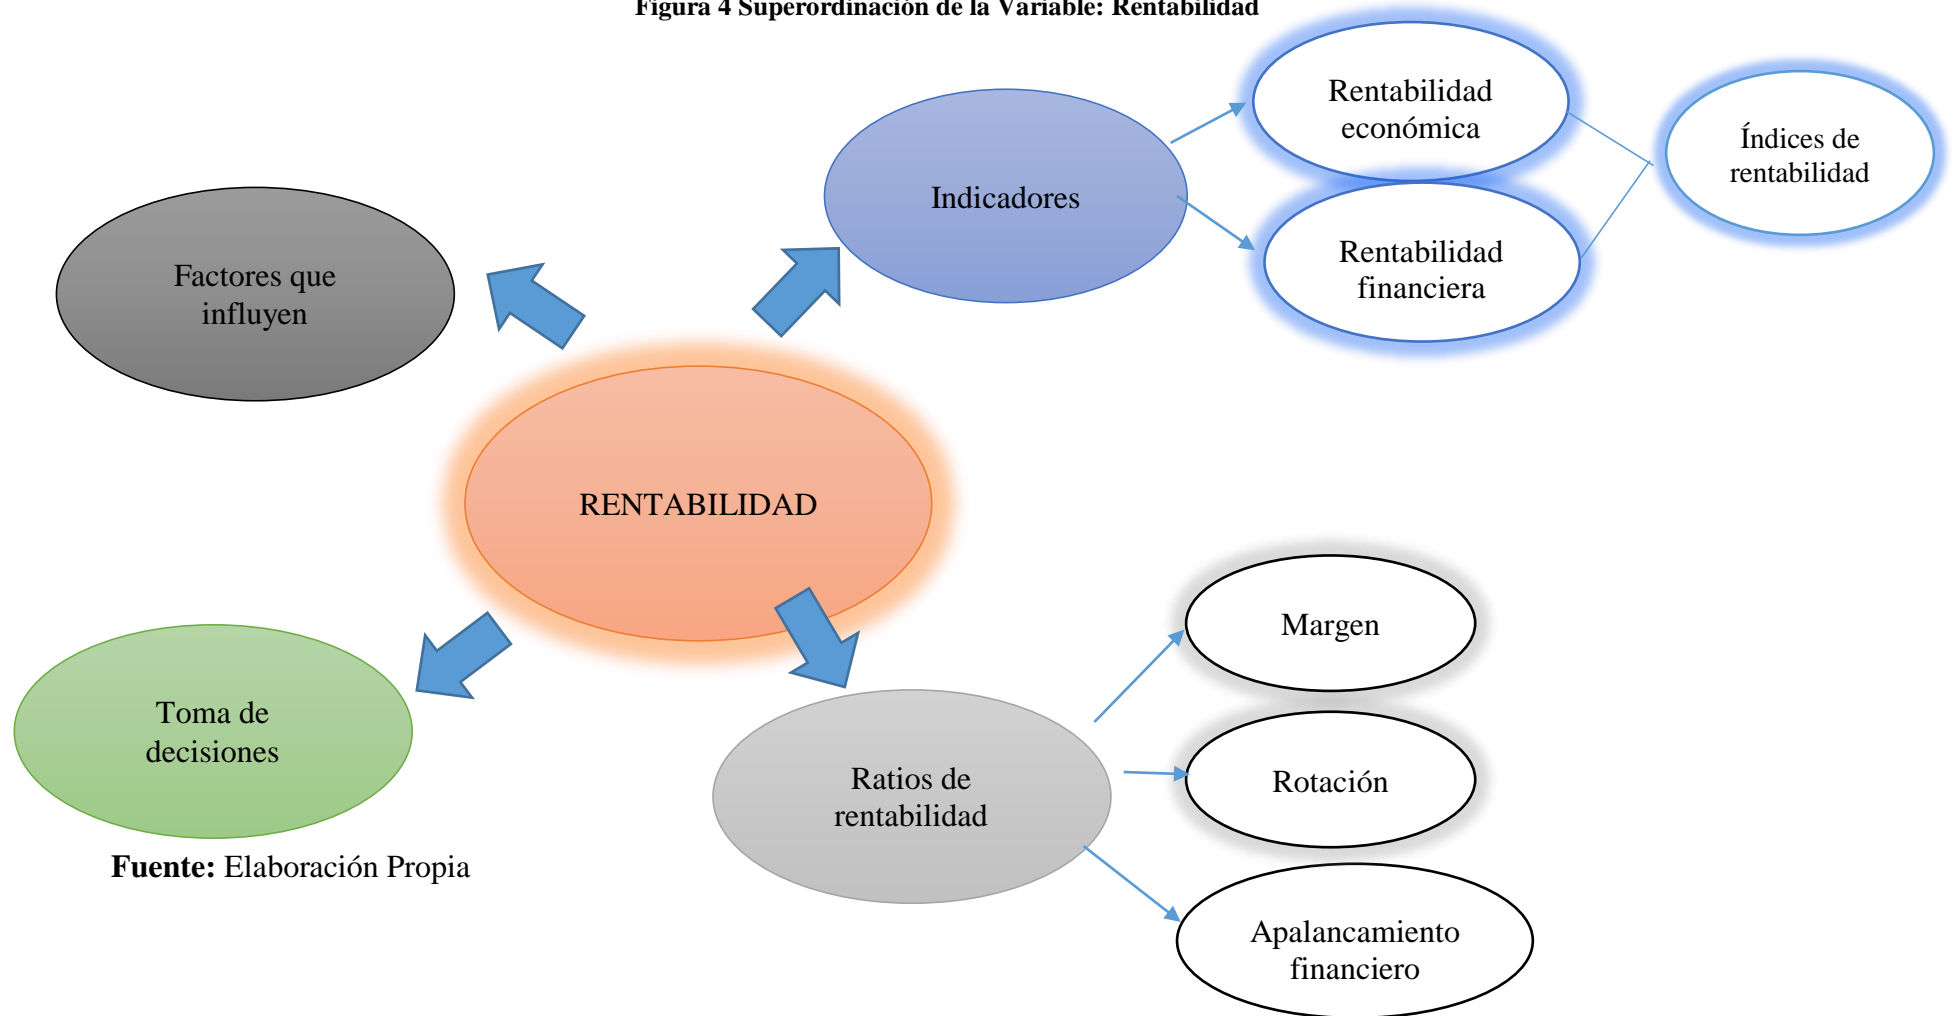 Figura 4 Superordinación de la Variable: Rentabilidad
Rentabilidad
económica
Índices de
rentabilidad
Indicadores
Rentabilidad
financiera
Factores que
influyen
RENTABILIDAD
Margen
Toma de
decisiones
Ratios de
rentabilidad
Rotación
Fuente: Elaboración Propia
Apalancamiento
financiero